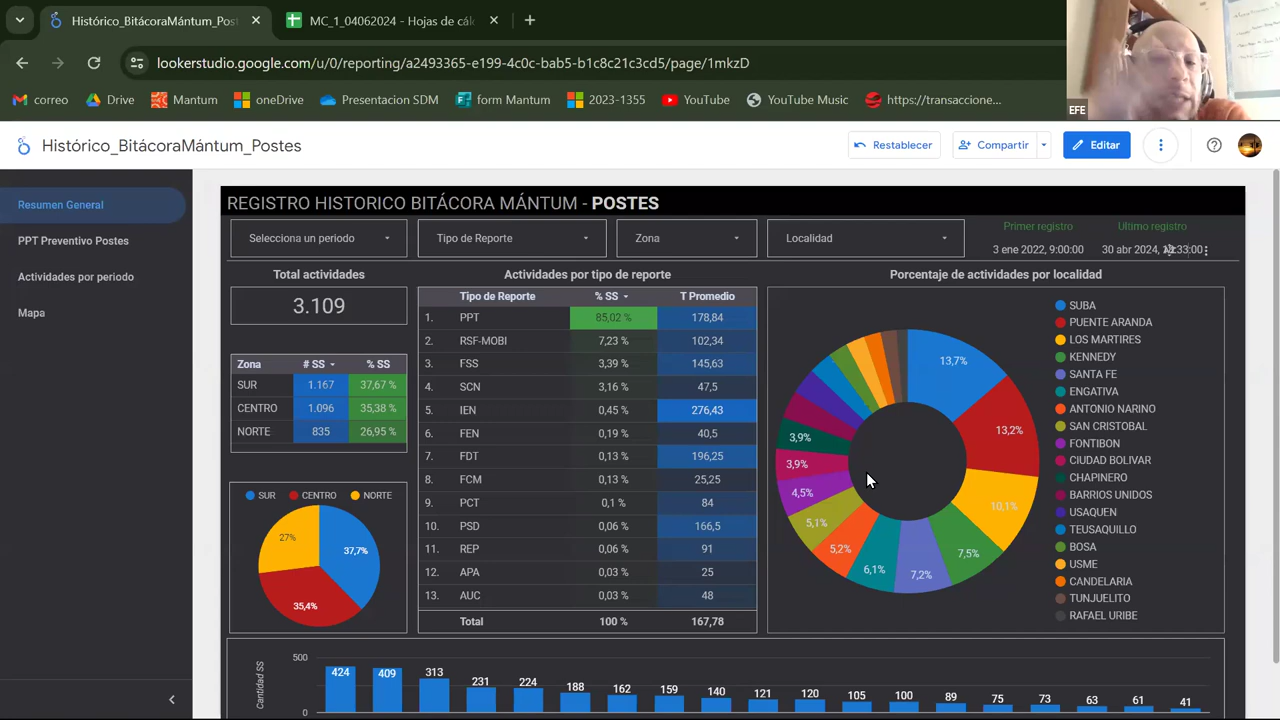 Histórico_BitácoraMántum_Post
MC_1_04062024 - Hojas de cál
lookerstudio.google.com/u/0/reporting/a2493365-e199-4c0c-bab5-b1c8c21c3cd5/page/1mkzD
correo Drive Mantum oneDrive Presentacion SDM form Mantum 2023-1355 YouTube YouTube Music https://transaccione...
EFE
Histórico_BitácoraMántum_Postes
Restablecer Compartir Editar
Resumen General
PPT Preventivo Postes
Actividades por periodo
Mapa
REGISTRO HISTORICO BITÁCORA MÁNTUM - POSTES
Selecciona un periodo Tipo de Reporte Zona Localidad
Primer registro Ultimo registro
3 ene 2022, 9:00:00 30 abr 2024, :33:00
Total actividades
3.109
Zona # SS % SS
SUR 1.167 37,67 %
CENTRO 1.096 35,38 %
NORTE 835 26,95 %
SUR CENTRO NORTE
27%
37,7%
35,4%
Actividades por tipo de reporte
Tipo de Reporte % SS T Promedio
1. PPT 85,02 % 178,84
2. RSF-MOBI 7,23 % 102,34
3. FSS 3,39 % 145,63
4. SCN 3,16 % 47,5
5. IEN 0,45 % 276,43
6. FEN 0,19 % 40,5
7. FDT 0,13 % 196,25
8. FCM 0,13 % 25,25
9. PCT 0,1 % 84
10. PSD 0,06 % 166,5
11. REP 0,06 % 91
12. APA 0,03 % 25
13. AUC 0,03 % 48
Total 100 % 167,78
Porcentaje de actividades por localidad
13,7%
13,2%
10,1%
7,5%
7,2%
6,1%
5,2%
5,1%
4,5%
3,9%
3,9%
SUBA
PUENTE ARANDA
LOS MARTIRES
KENNEDY
SANTA FE
ENGATIVA
ANTONIO NARINO
SAN CRISTOBAL
FONTIBON
CIUDAD BOLIVAR
CHAPINERO
BARRIOS UNIDOS
USAQUEN
TEUSAQUILLO
BOSA
USME
CANDELARIA
TUNJUELITO
RAFAEL URIBE
Cantidad SS
500
0
424 409 313 231 224 188 162 159 140 121 120 105 100 89 75 73 63 61 41